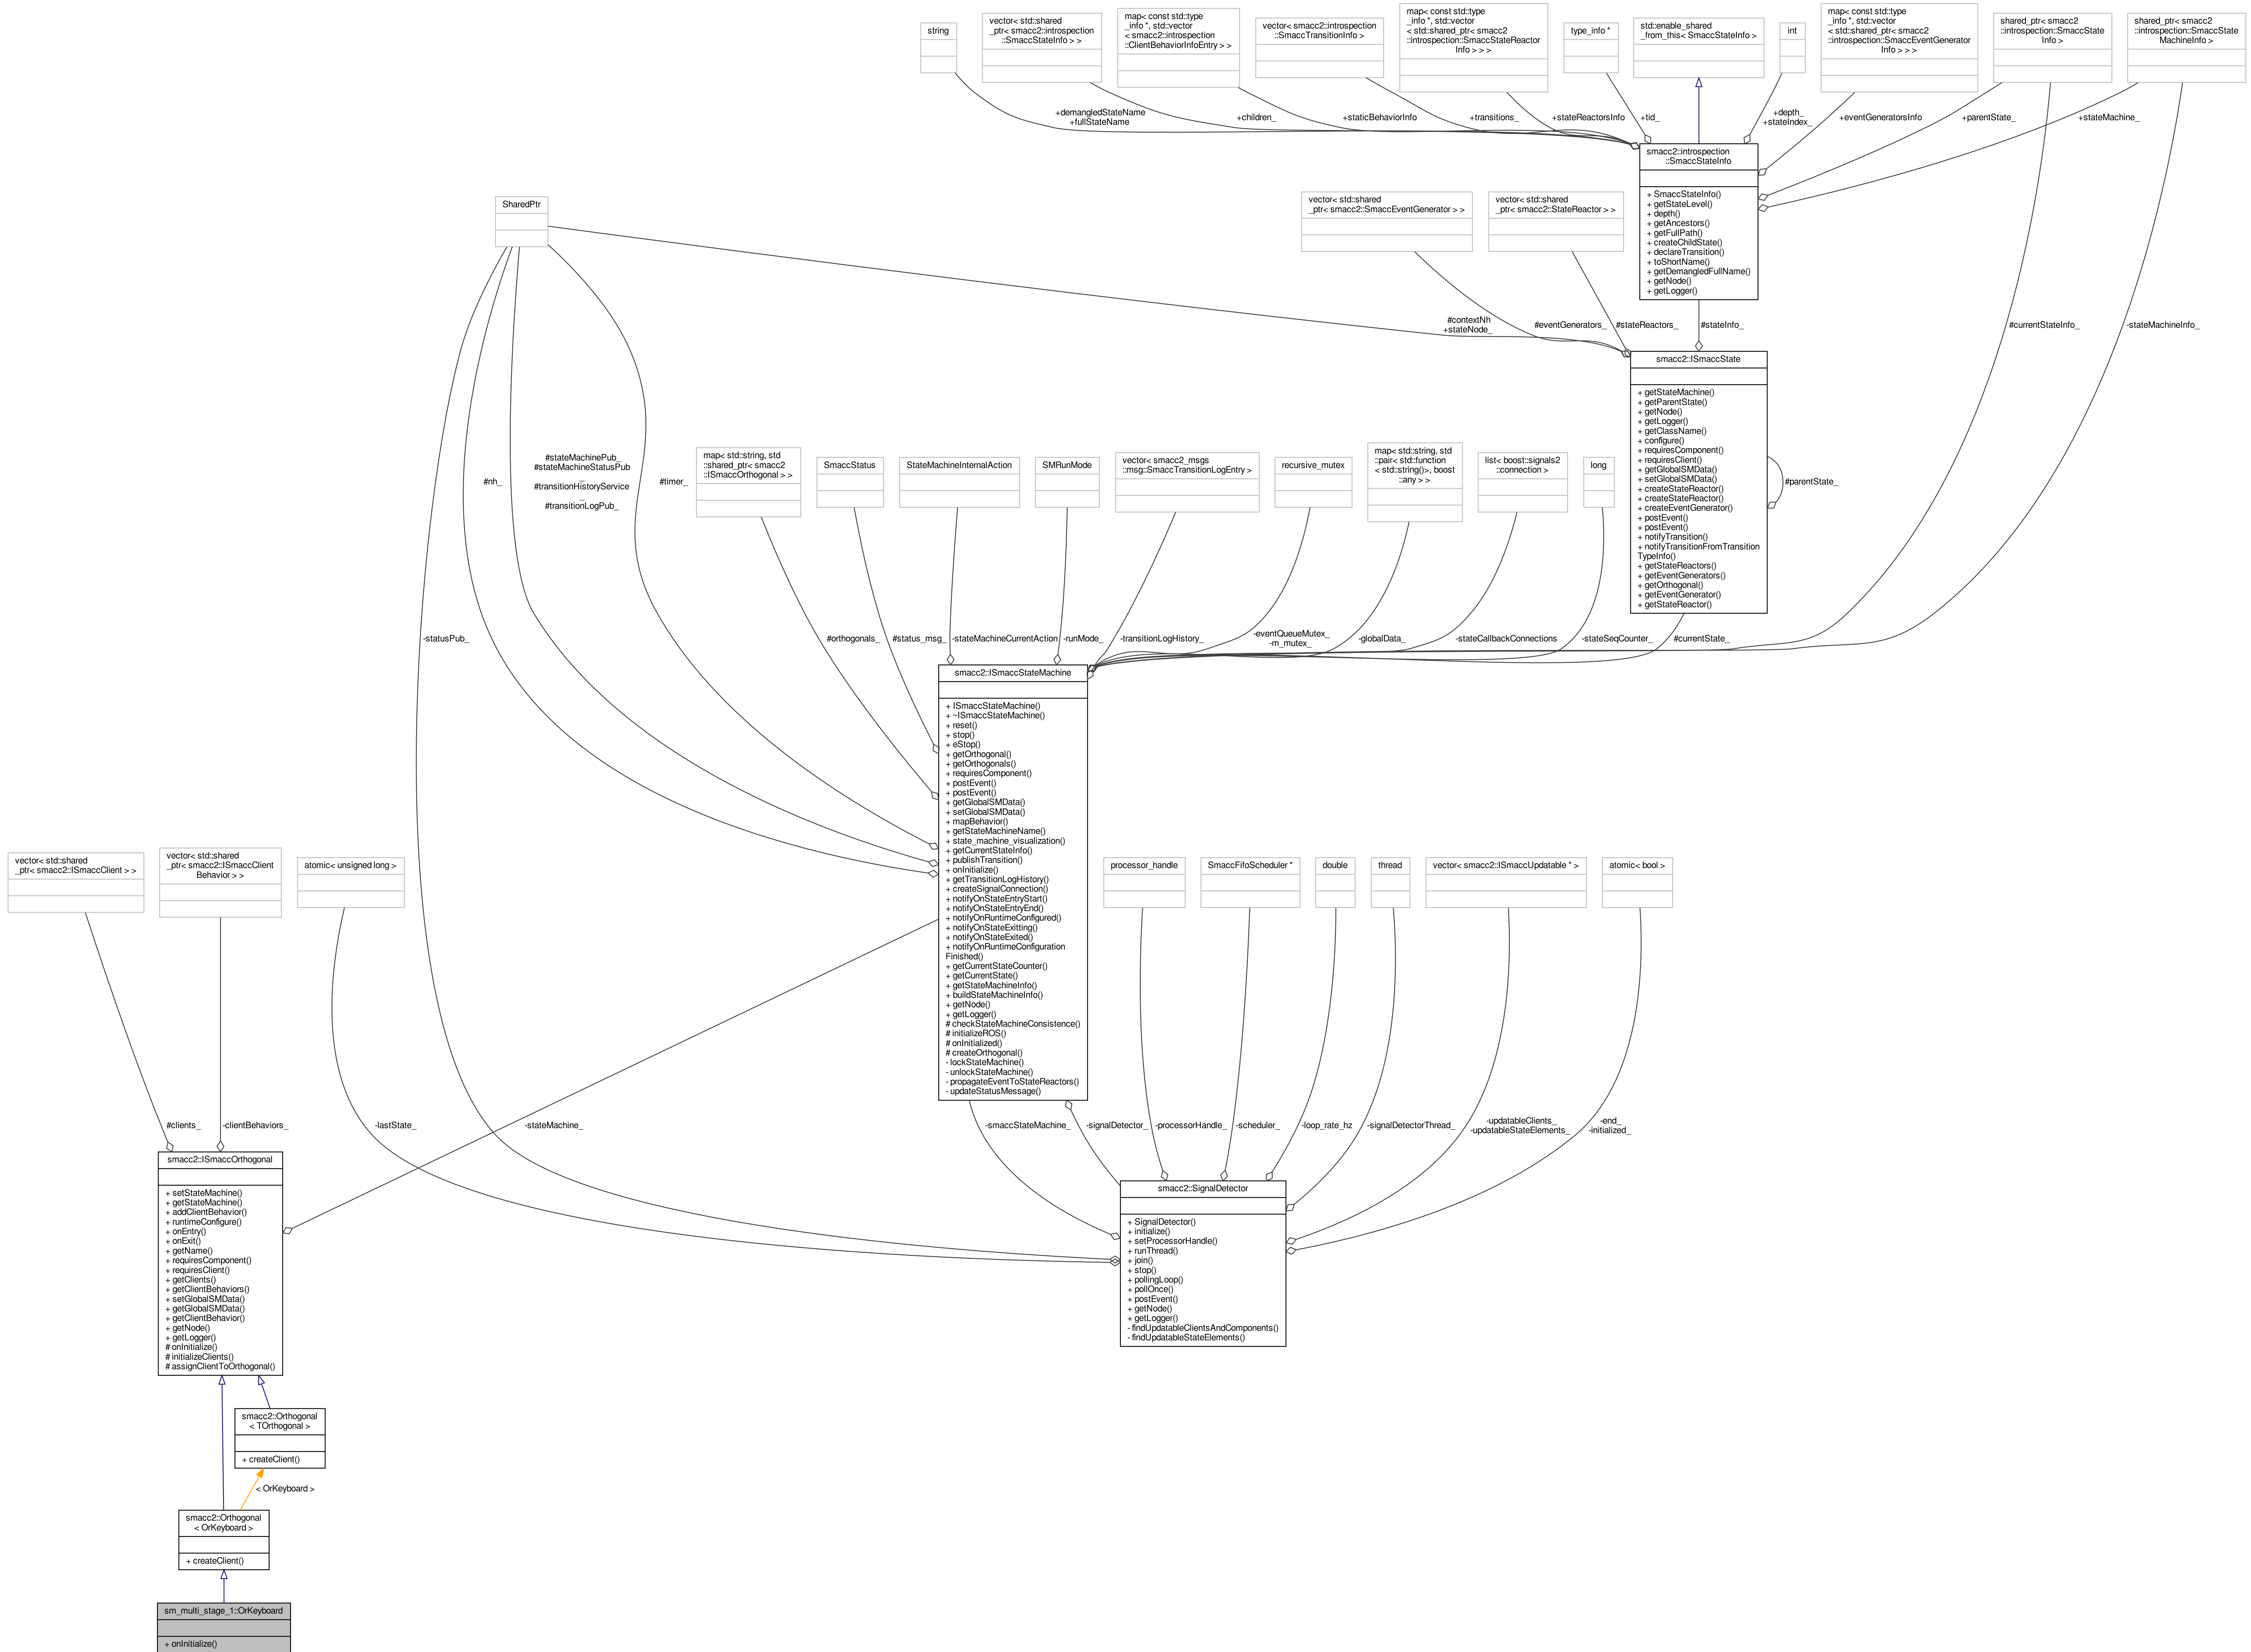 string
vector< std::shared
_ptr< smacc2::introspection
::SmaccStateInfo > >
map< const std::type
_info *, std::vector
< smacc2::introspection
::ClientBehaviorInfoEntry > >
vector< smacc2::introspection
::SmaccTransitionInfo >
map< const std::type
_info *, std::vector
< std::shared_ptr< smacc2
::introspection::SmaccStateReactor
Info > > >
type_info *
std::enable_shared
_from_this< SmaccStateInfo >
int
map< const std::type
_info *, std::vector
< std::shared_ptr< smacc2
::introspection::SmaccEventGenerator
Info > > >
shared_ptr< smacc2
::introspection::SmaccState
Info >
shared_ptr< smacc2
::introspection::SmaccState
MachineInfo >
+demangledStateName
+fullStateName
+children_
+staticBehaviorInfo
+transitions_
+stateReactorsInfo
+tid_
+depth_
+stateIndex_
+eventGeneratorsInfo
+parentState_
+stateMachine_
smacc2::introspection
::SmaccStateInfo
+ SmaccStateInfo()
+ getStateLevel()
+ depth()
+ getAncestors()
+ getFullPath()
+ createChildState()
+ declareTransition()
+ toShortName()
+ getDemangledFullName()
+ getNode()
+ getLogger()
SharedPtr
vector< std::shared
_ptr< smacc2::SmaccEventGenerator > >
vector< std::shared
_ptr< smacc2::StateReactor > >
#contextNh
+stateNode_
#eventGenerators_
#stateReactors_
#stateInfo_
#currentStateInfo_
-stateMachineInfo_
smacc2::ISmaccState
+ getStateMachine()
+ getParentState()
+ getNode()
+ getLogger()
+ getClassName()
+ configure()
+ requiresComponent()
+ requiresClient()
+ getGlobalSMData()
+ setGlobalSMData()
+ createStateReactor()
+ createStateReactor()
+ createEventGenerator()
+ postEvent()
+ postEvent()
+ notifyTransition()
+ notifyTransitionFromTransition
TypeInfo()
+ getStateReactors()
+ getEventGenerators()
+ getOrthogonal()
+ getEventGenerator()
+ getStateReactor()
#parentState_
#nh_
#stateMachinePub_
#stateMachineStatusPub
_
#transitionHistoryService
_
#transitionLogPub_
#timer_
map< std::string, std
::shared_ptr< smacc2
::ISmaccOrthogonal > >
SmaccStatus
StateMachineInternalAction
SMRunMode
vector< smacc2_msgs
::msg::SmaccTransitionLogEntry >
recursive_mutex
map< std::string, std
::pair< std::function
< std::string()>, boost
::any > >
list< boost::signals2
::connection >
long
-statusPub_
#orthogonals_
#status_msg_
-stateMachineCurrentAction
-runMode_
-transitionLogHistory_
-eventQueueMutex_
-m_mutex_
-globalData_
-stateCallbackConnections
-stateSeqCounter_
#currentState_
smacc2::ISmaccStateMachine
+ ISmaccStateMachine()
+ ~ISmaccStateMachine()
+ reset()
+ stop()
+ eStop()
+ getOrthogonal()
+ getOrthogonals()
+ requiresComponent()
+ postEvent()
+ postEvent()
+ getGlobalSMData()
+ setGlobalSMData()
+ mapBehavior()
+ getStateMachineName()
+ state_machine_visualization()
+ getCurrentStateInfo()
+ publishTransition()
+ onInitialize()
+ getTransitionLogHistory()
+ createSignalConnection()
+ notifyOnStateEntryStart()
+ notifyOnStateEntryEnd()
+ notifyOnRuntimeConfigured()
+ notifyOnStateExitting()
+ notifyOnStateExited()
+ notifyOnRuntimeConfiguration
Finished()
+ getCurrentStateCounter()
+ getCurrentState()
+ getStateMachineInfo()
+ buildStateMachineInfo()
+ getNode()
+ getLogger()
# checkStateMachineConsistence()
# initializeROS()
# onInitialized()
# createOrthogonal()
- lockStateMachine()
- unlockStateMachine()
- propagateEventToStateReactors()
- updateStatusMessage()
vector< std::shared
_ptr< smacc2::ISmaccClient > >
vector< std::shared
_ptr< smacc2::ISmaccClient
Behavior > >
atomic< unsigned long >
processor_handle
SmaccFifoScheduler *
double
thread
vector< smacc2::ISmaccUpdatable * >
atomic< bool >
#clients_
-clientBehaviors_
-lastState_
-stateMachine_
-smaccStateMachine_
-signalDetector_
-processorHandle_
-scheduler_
-loop_rate_hz
-signalDetectorThread_
-updatableClients_
-updatableStateElements_
-end_
-initialized_
smacc2::ISmaccOrthogonal
+ setStateMachine()
+ getStateMachine()
+ addClientBehavior()
+ runtimeConfigure()
+ onEntry()
+ onExit()
+ getName()
+ requiresComponent()
+ requiresClient()
+ getClients()
+ getClientBehaviors()
+ setGlobalSMData()
+ getGlobalSMData()
+ getClientBehavior()
+ getNode()
+ getLogger()
# onInitialize()
# initializeClients()
# assignClientToOrthogonal()
smacc2::SignalDetector
+ SignalDetector()
+ initialize()
+ setProcessorHandle()
+ runThread()
+ join()
+ stop()
+ pollingLoop()
+ pollOnce()
+ postEvent()
+ getNode()
+ getLogger()
- findUpdatableClientsAndComponents()
- findUpdatableStateElements()
smacc2::Orthogonal
< TOrthogonal >
+ createClient()
< OrKeyboard >
smacc2::Orthogonal
< OrKeyboard >
+ createClient()
sm_multi_stage_1::OrKeyboard
+ onInitialize()